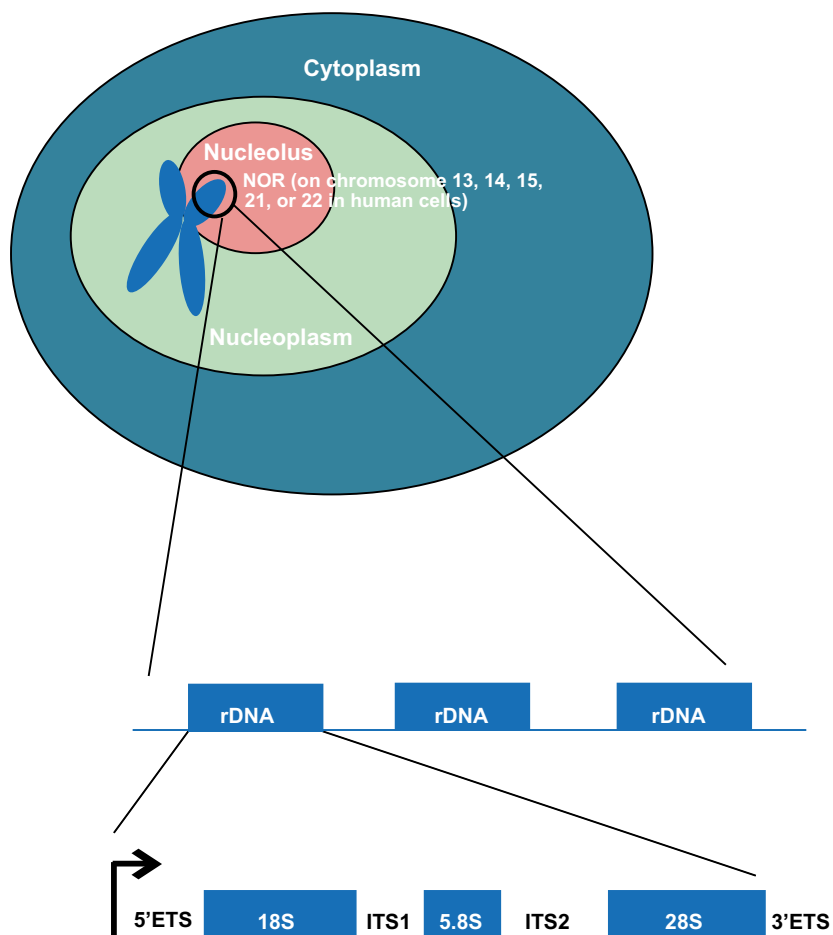 Cytoplasm
Nucleolus
NOR (on chromosome 13, 14, 15,
21, or 22 in human cells)
Nucleoplasm
rDNA rDNA rDNA
5’ETS 18S ITS1 5.8S ITS2 28S 3’ETS